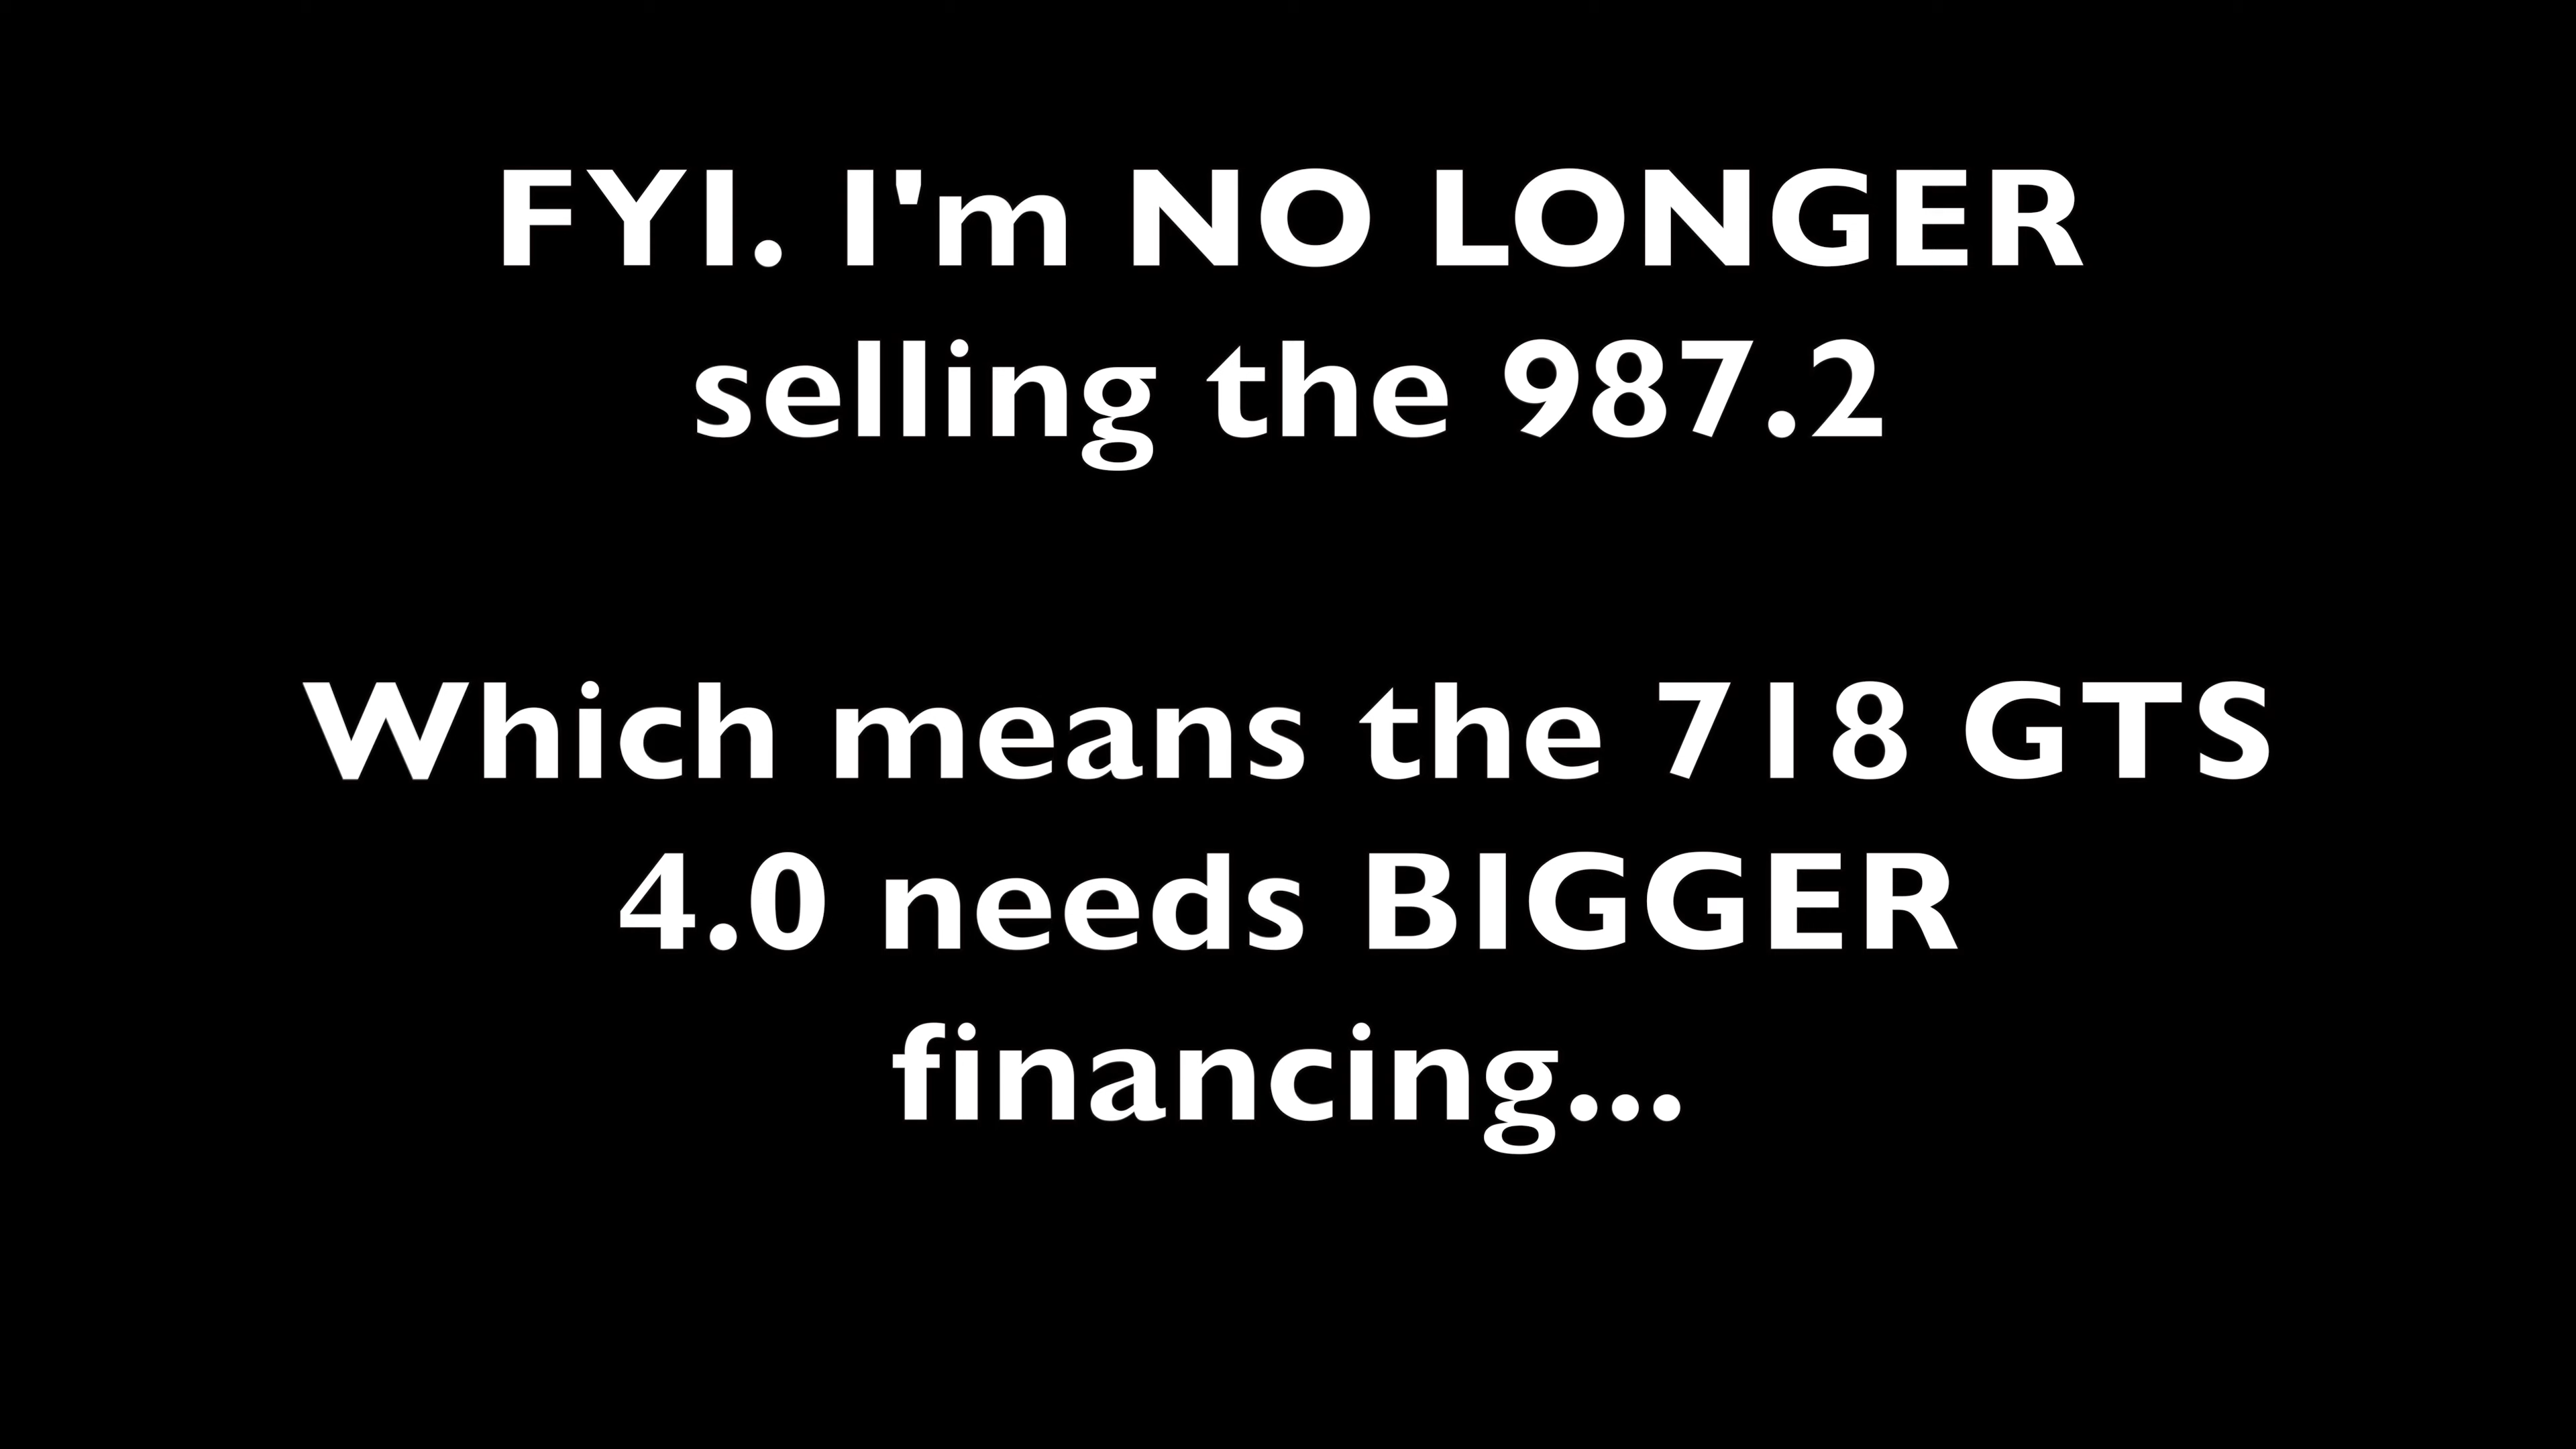 FYI. I'm NO LONGER
selling the 987.2
Which means the 718 GTS
4.0 needs BIGGER
financing...